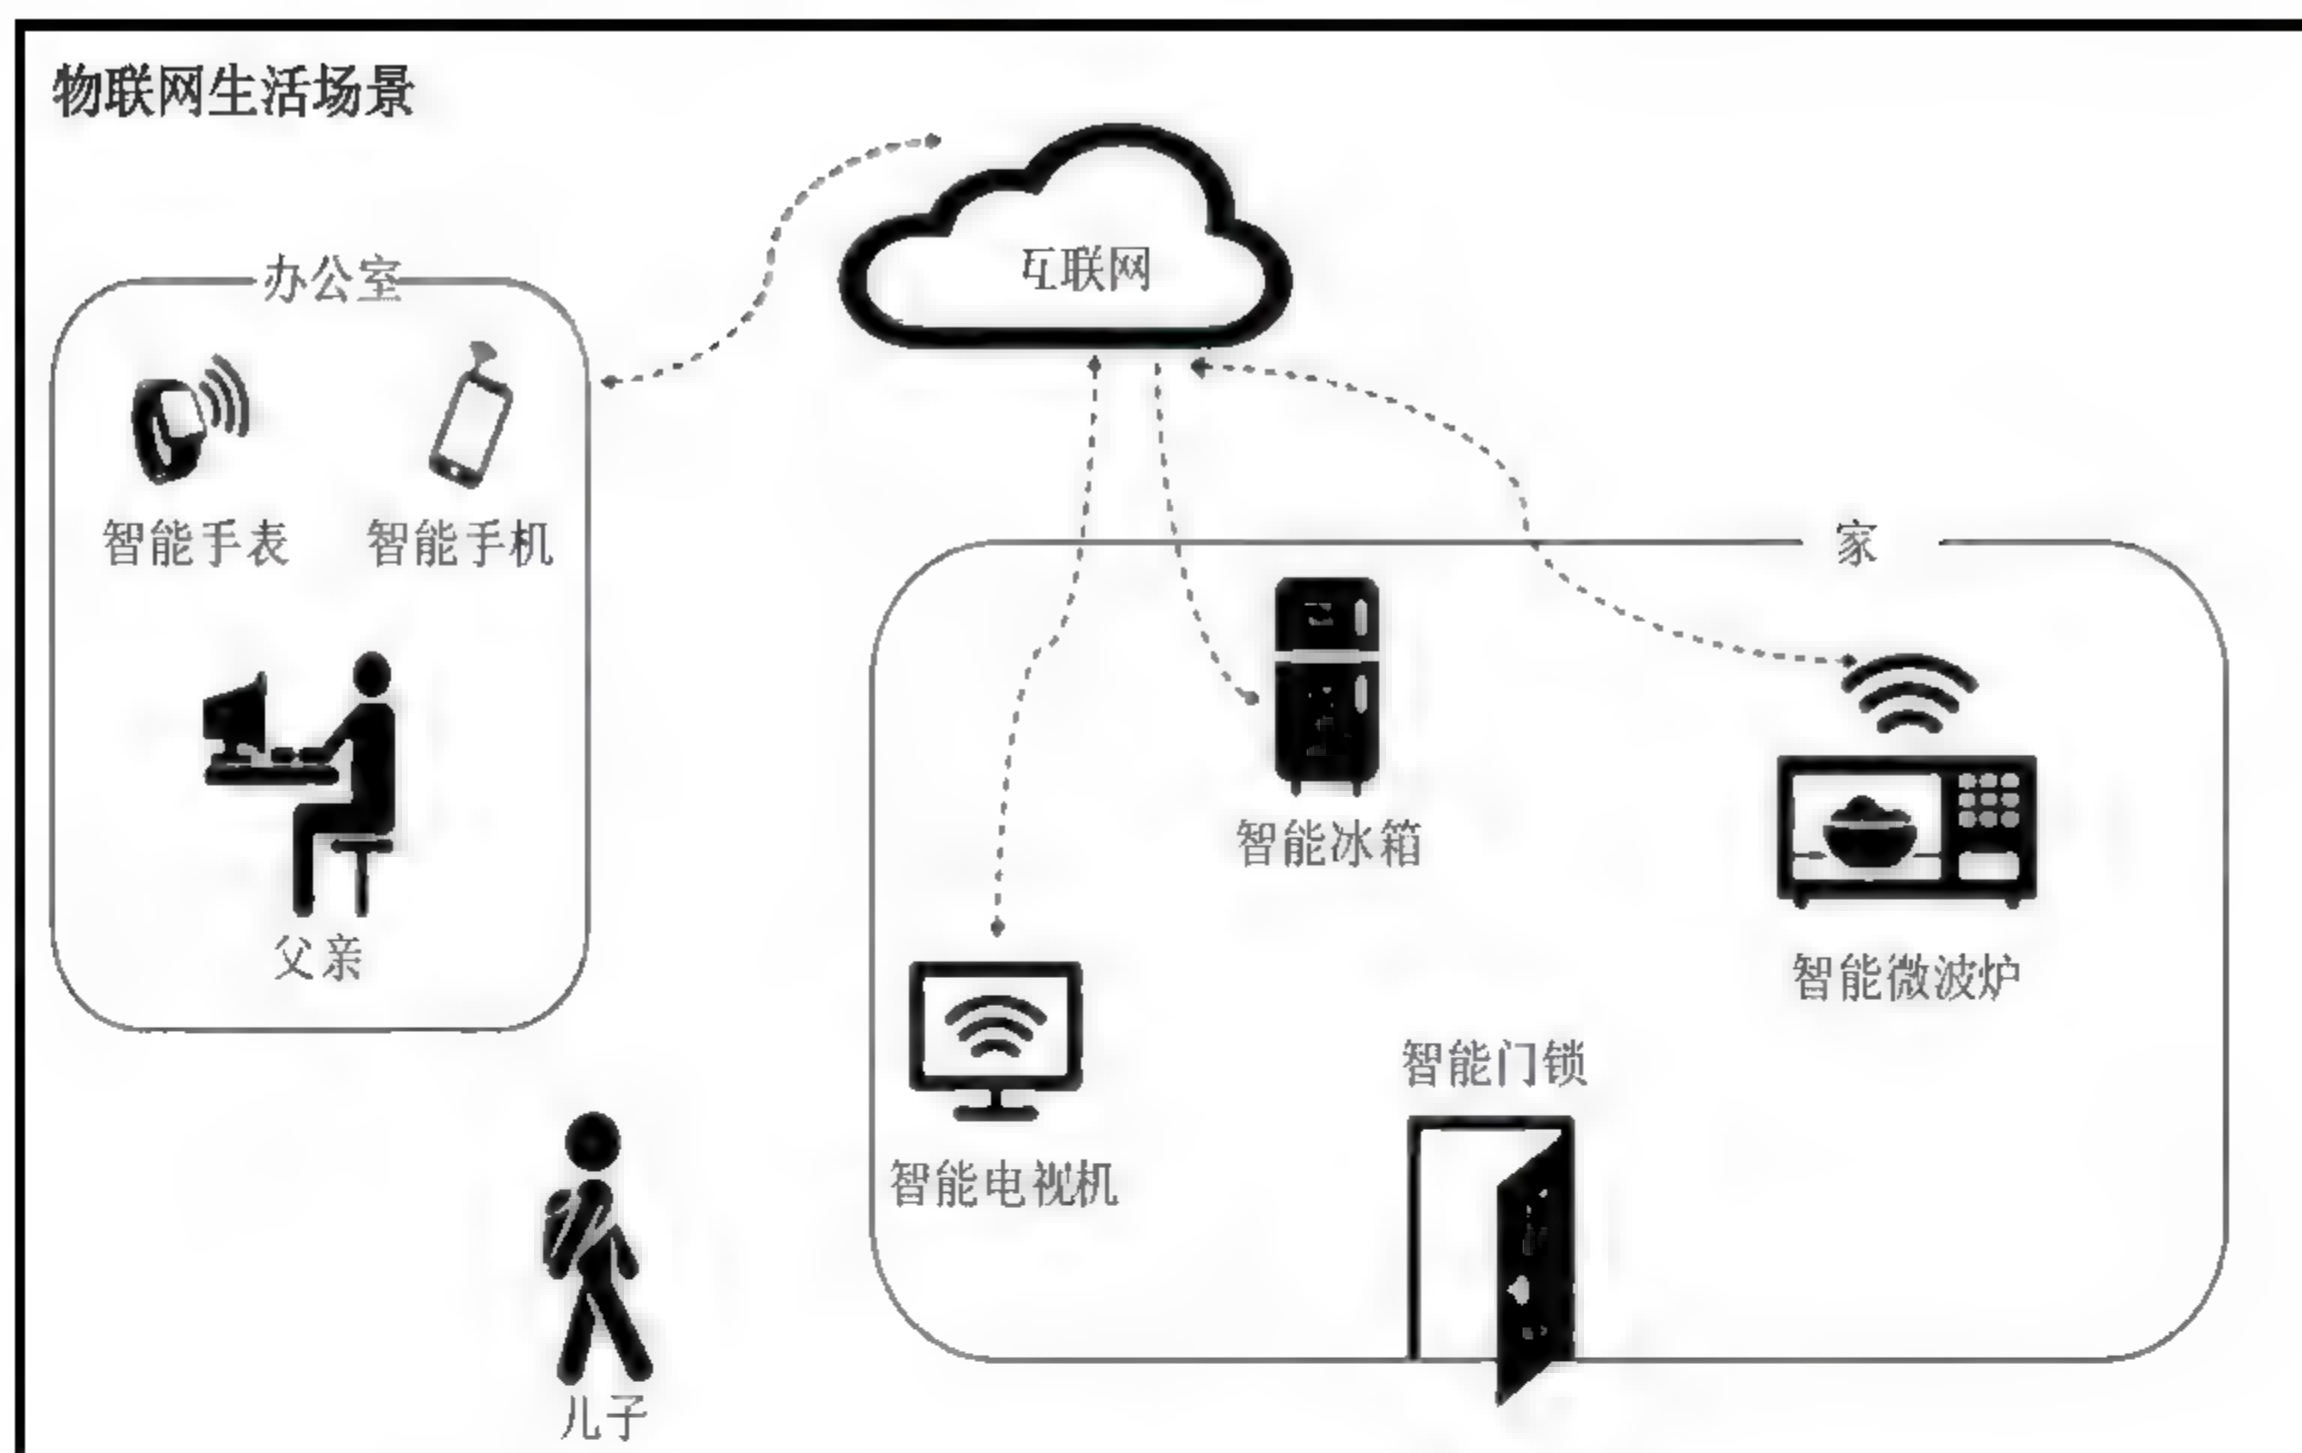 物联网生活场景
互联网
办公室
智能手表
智能手机
父亲
家
智能冰箱
智能微波炉
智能电视机
智能门锁
儿子